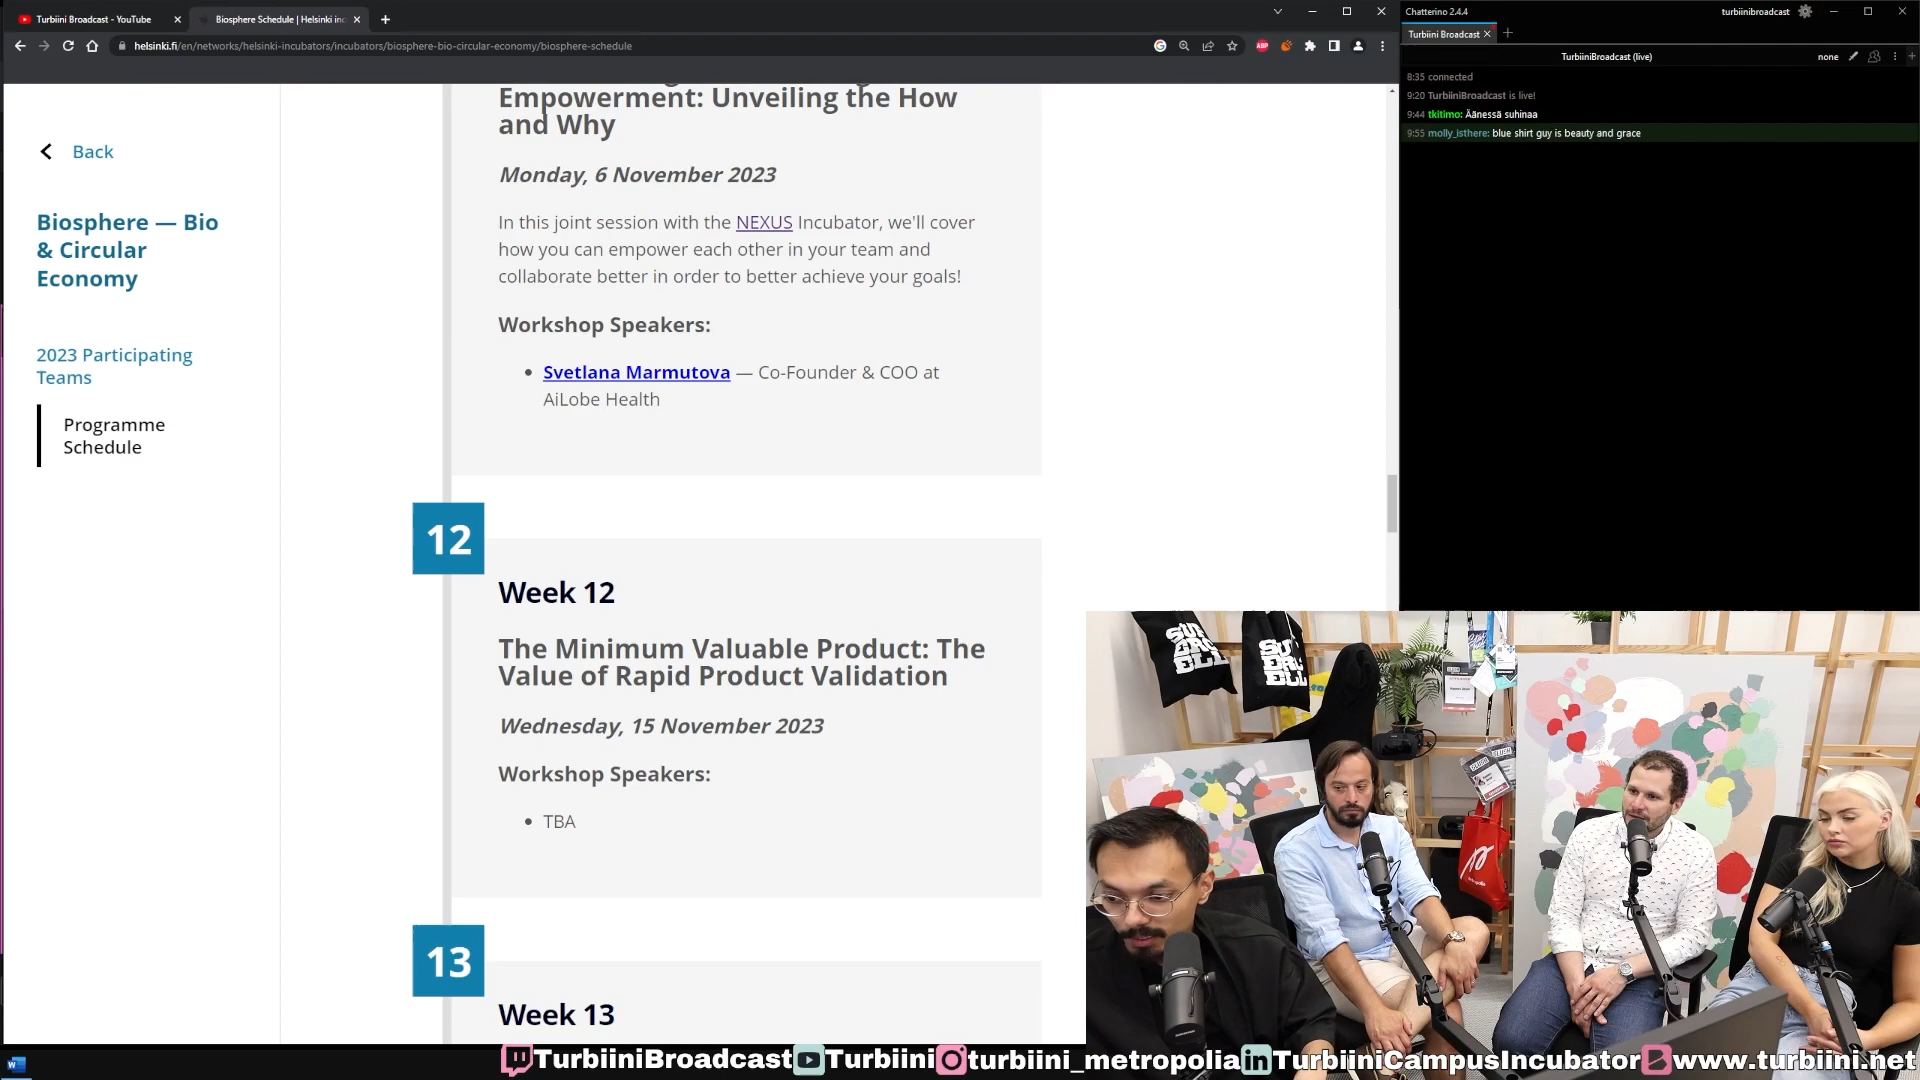 Turbiini Broadcast - YouTube
Biosphere Schedule | Helsinki inc
helsinki.fi/en/networks/helsinki-incubators/incubators/biosphere-bio-circular-economy/biosphere-schedule
ABP
Back
Biosphere — Bio
& Circular
Economy
2023 Participating
Teams
Programme
Schedule
Empowerment: Unveiling the How
and Why
Monday, 6 November 2023
In this joint session with the NEXUS Incubator, we'll cover
how you can empower each other in your team and
collaborate better in order to better achieve your goals!
Workshop Speakers:
Svetlana Marmutova — Co-Founder & COO at
AiLobe Health
12
Week 12
The Minimum Valuable Product: The
Value of Rapid Product Validation
Wednesday, 15 November 2023
Workshop Speakers:
TBA
13
Week 13
Chatterino 2.4.4
turbiinibroadcast
Turbiini Broadcast
TurbiiniBroadcast (live)
none
8:35 connected
9:20 TurbiiniBroadcast is live!
9:44 tkitimo: Äänessä suhinaa
9:55 molly_isthere: blue shirt guy is beauty and grace
SUP
ERC
ELL
SUP
ERC
ELL
TurbiiniBroadcast Turbiini turbiini_metropolia TurbiiniCampusIncubator www.turbiini.net